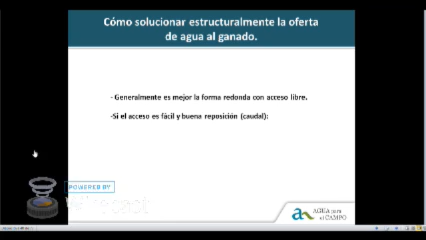 Cómo solucionar estructuralmente la oferta
de agua al ganado.
- Generalmente es mejor la forma redonda con acceso libre.
-Si el acceso es fácil y buena reposición (caudal):
POWERED BY
Wirecast
AGUA para
el CAMPO